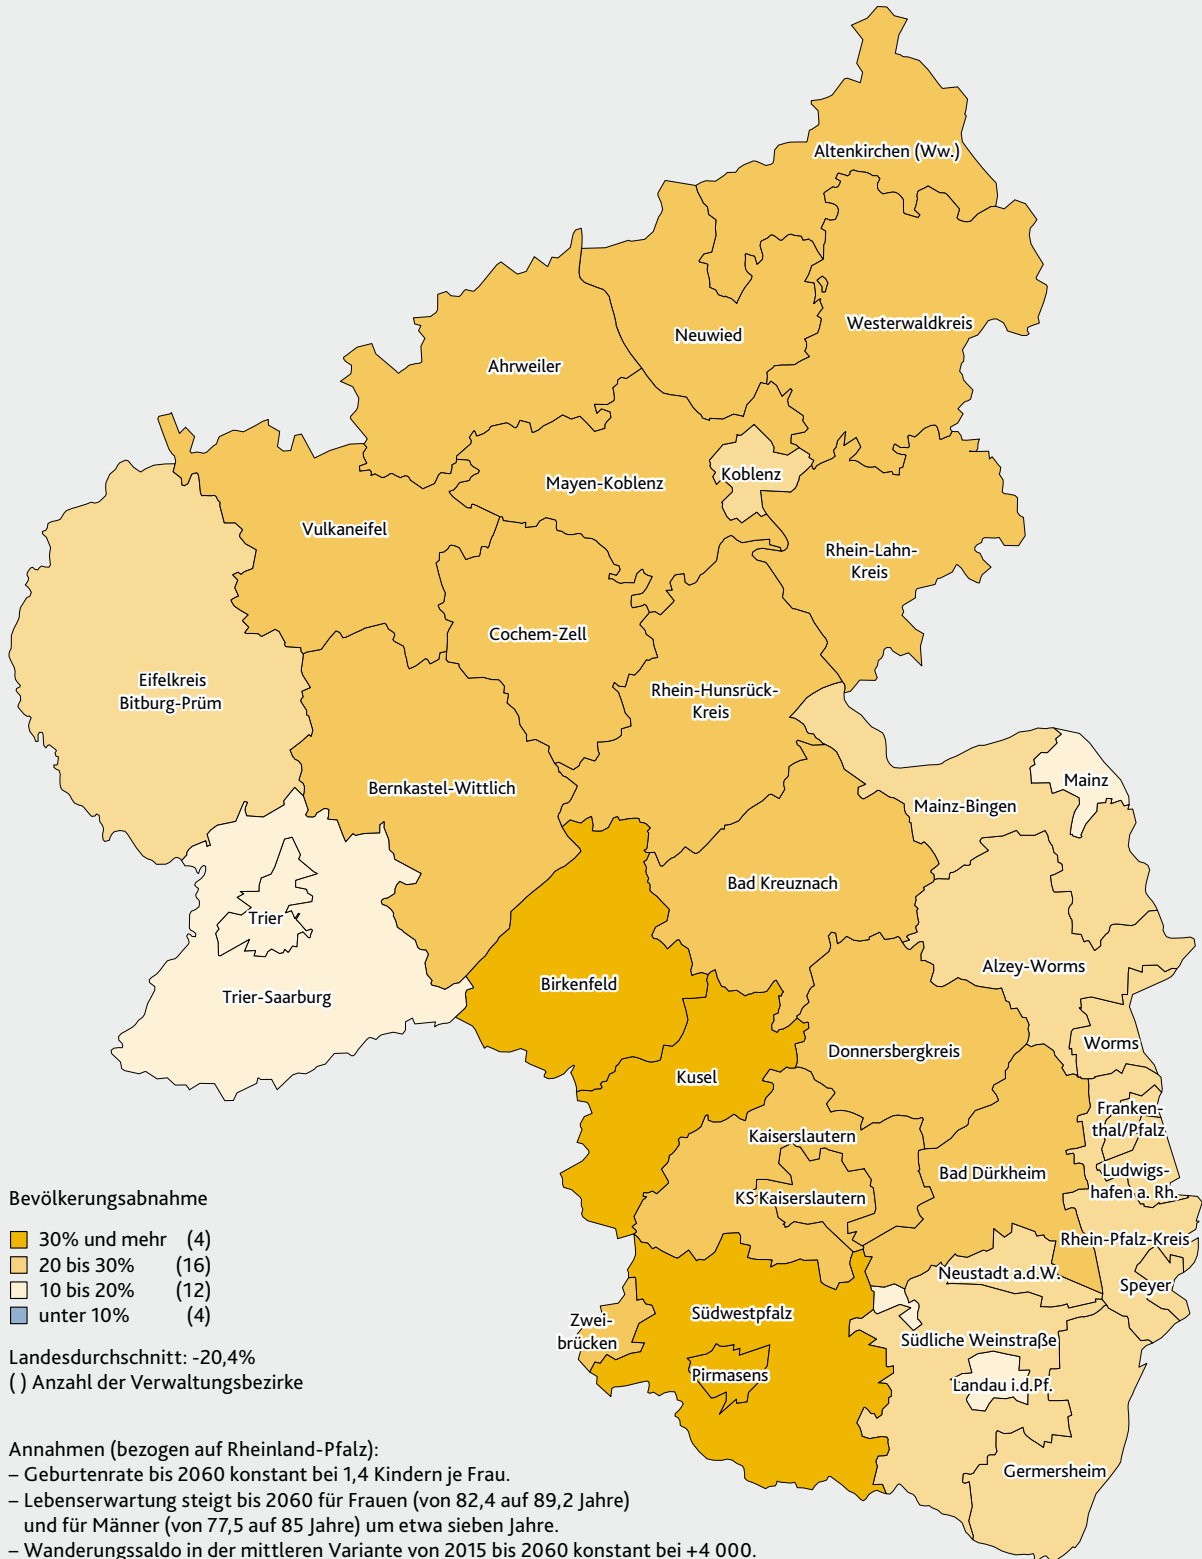 Altenkirchen (Ww.)
Westerwaldkreis
Neuwied
Ahrweiler
Koblenz
Mayen-Koblenz
Vulkaneifel
Rhein-Lahn-
Kreis
Cochem-Zell
Eifelkreis
Bitburg-Prüm
Rhein-Hunsrück-
Kreis
Bernkastel-Wittlich
Mainz
Mainz-Bingen
Bad Kreuznach
Trier
Alzey-Worms
Birkenfeld
Trier-Saarburg
Worms
Donnersbergkreis
Kusel
Franken-
thal/Pfalz
Kaiserslautern
Bad Dürkheim
Ludwigs-
hafen a. Rh.
KS Kaiserslautern
Rhein-Pfalz-Kreis
Neustadt a.d.W.
Speyer
Südwestpfalz
Zwei-
brücken
Südliche Weinstraße
Pirmasens
Landau i.d.Pf.
Germersheim
Bevölkerungsabnahme
30% und mehr (4)
20 bis 30% (16)
10 bis 20% (12)
unter 10% (4)
Landesdurchschnitt: -20,4%
( ) Anzahl der Verwaltungsbezirke
Annahmen (bezogen auf Rheinland-Pfalz):
– Geburtenrate bis 2060 konstant bei 1,4 Kindern je Frau.
– Lebenserwartung steigt bis 2060 für Frauen (von 82,4 auf 89,2 Jahre)
und für Männer (von 77,5 auf 85 Jahre) um etwa sieben Jahre.
– Wanderungssaldo in der mittleren Variante von 2015 bis 2060 konstant bei +4 000.